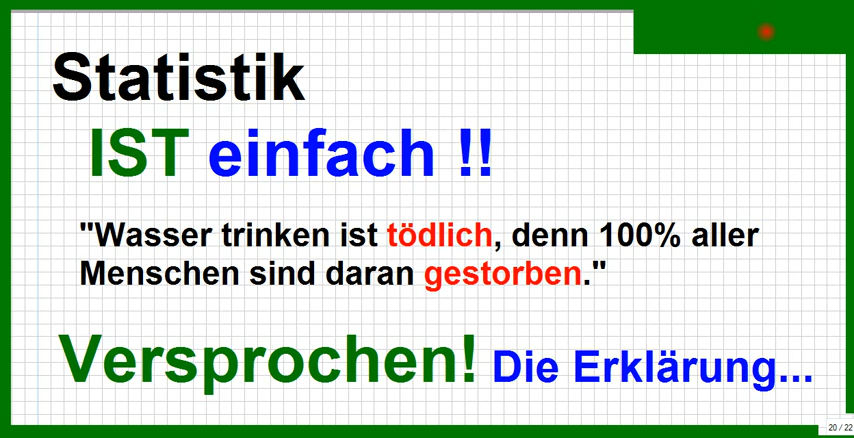 Statistik
IST einfach !!
"Wasser trinken ist tödlich, denn 100% aller
Menschen sind daran gestorben."
Versprochen! Die Erklärung...
20 / 22